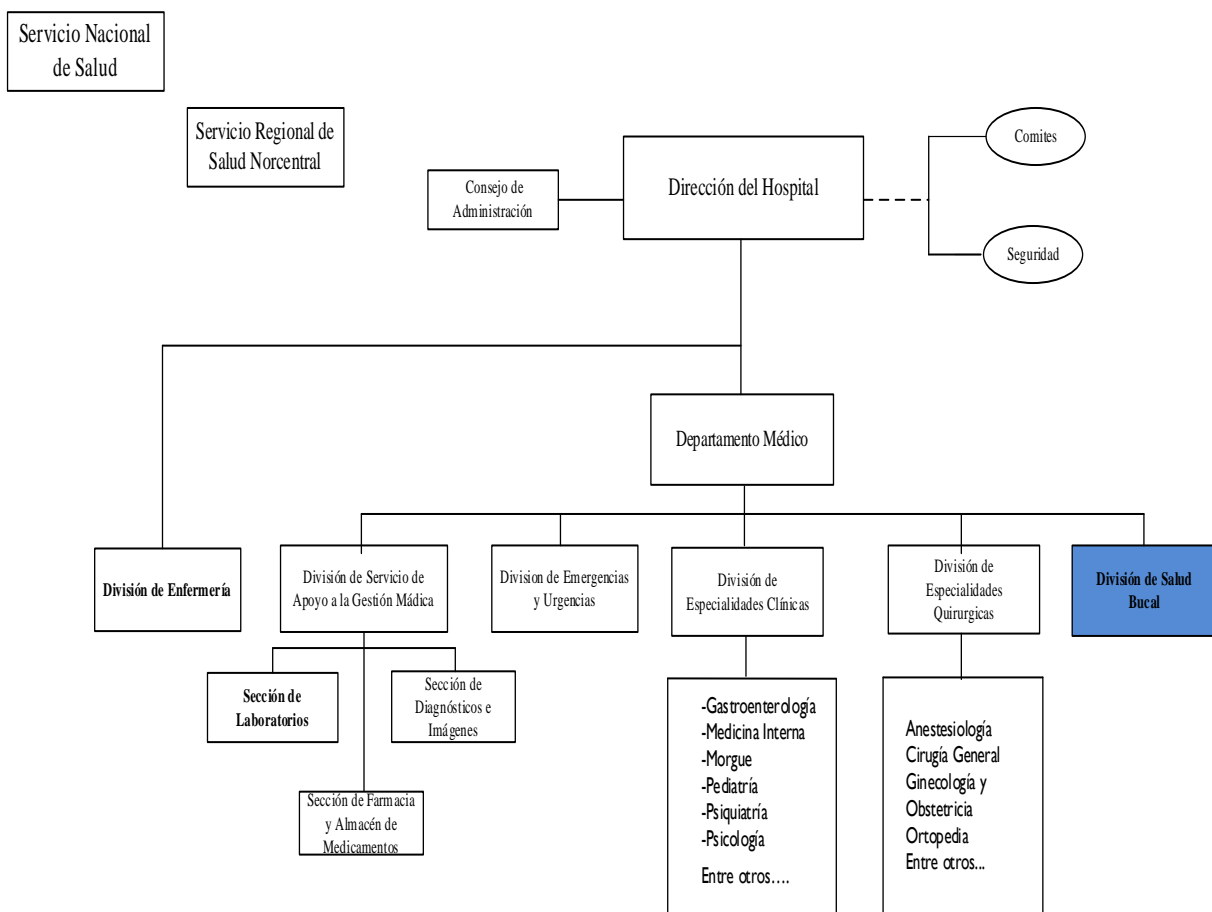 Servicio Nacional
de Salud
Servicio Regional de
Salud Norcentral
Consejo de
Administración
Dirección del Hospital
Comites
Seguridad
Departamento Médico
División de Enfermería
División de Servicio de
Apoyo a la Gestión Mádica
Division de Emergencias
y Urgencias
División de
Especialidades Clínicas
División de
Especialidades
Quirurgicas
División de Salud
Bucal
Sección de
Laboratorios
Sección de
Diagnósticos e
Imágenes
Sección de Farmacia
y Almacén de
Medicamentos
-Gastroenterología
-Medicina Interna
-Morgue
-Pediatría
-Psiquiatría
-Psicología
Entre otros....
Anestesiología
Cirugía General
Ginecología y
Obstetricia
Ortopedia
Entre otros...